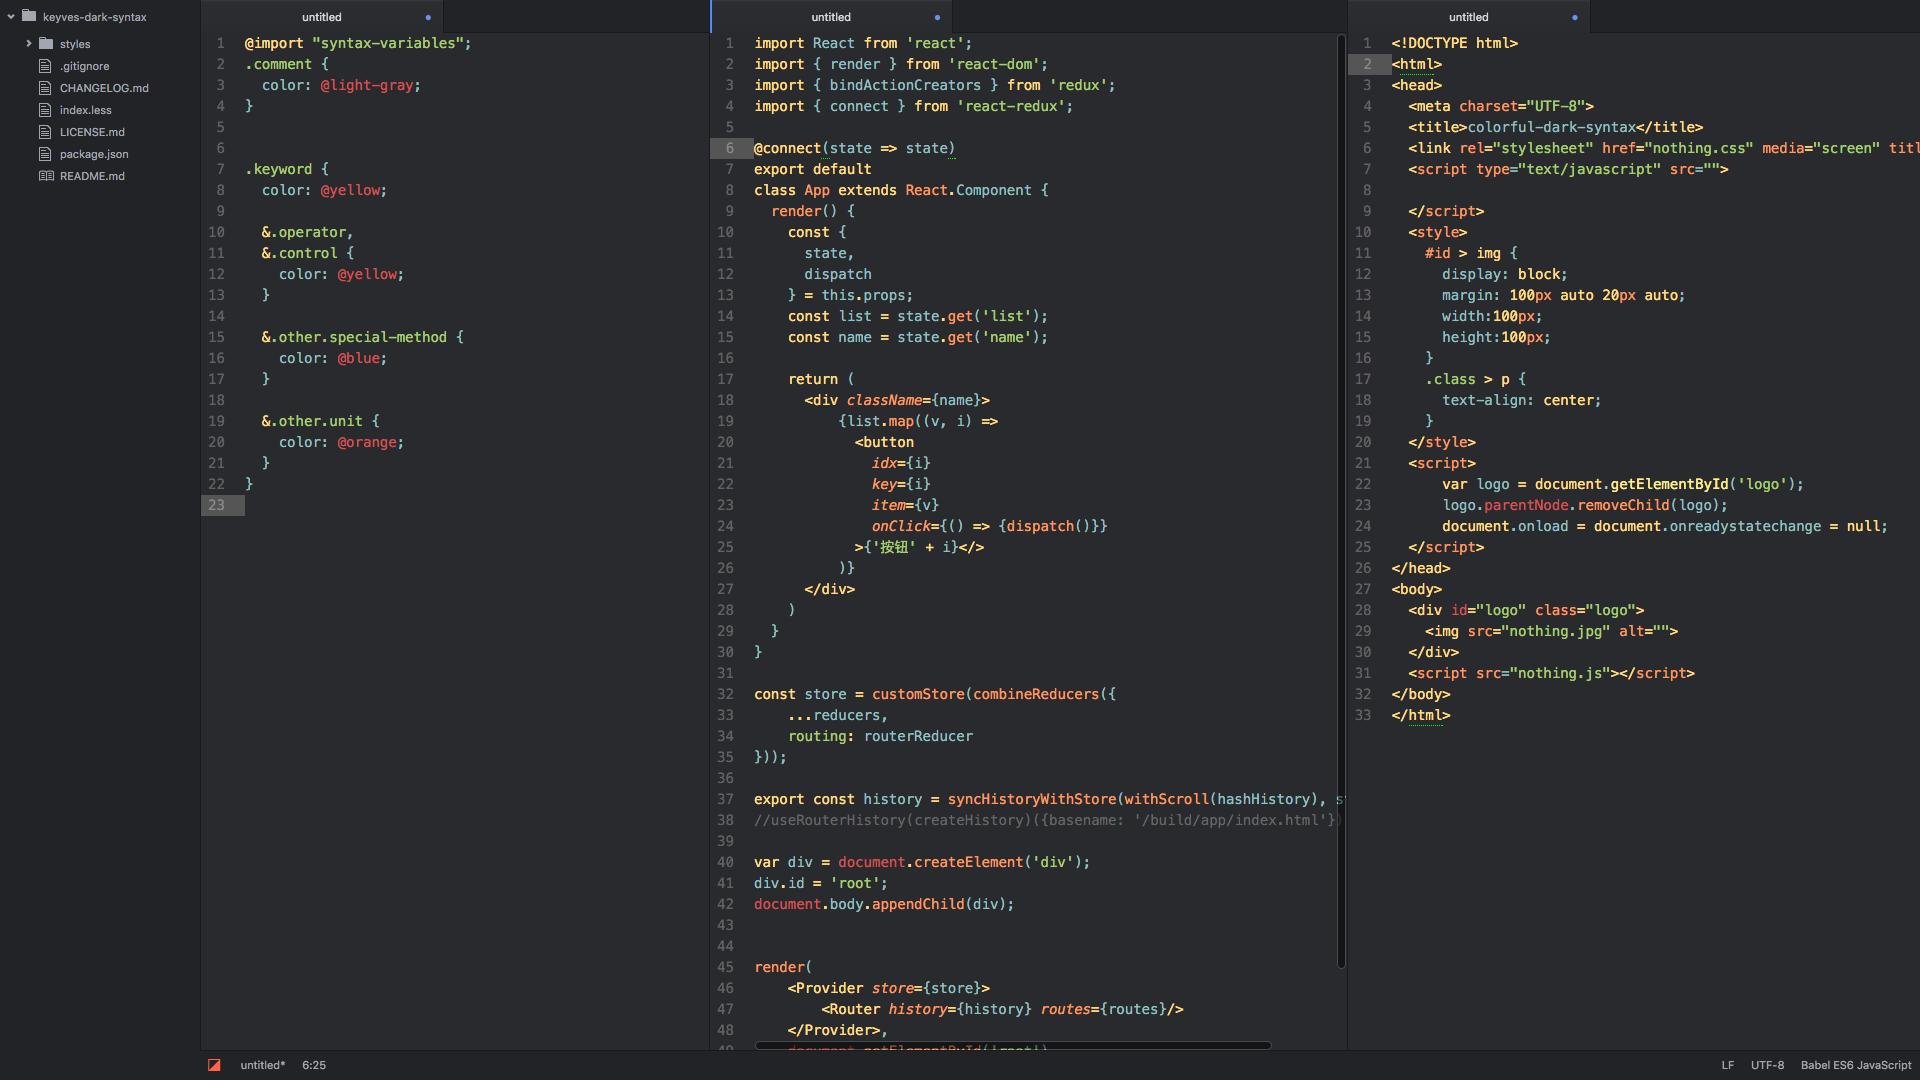 keyves-dark-syntax
styles
.gitignore
CHANGELOG.md
index.less
LICENSE.md
package.json
README.md
untitled
1 @import "syntax-variables";
2 .comment {
3 color: @light-gray;
4 }
5
6
7 .keyword {
8 color: @yellow;
9
10 &.operator,
11 &.control {
12 color: @yellow;
13 }
14
15 &.other.special-method {
16 color: @blue;
17 }
18
19 &.other.unit {
20 color: @orange;
21 }
22 }
23
untitled
1 import React from 'react';
2 import { render } from 'react-dom';
3 import { bindActionCreators } from 'redux';
4 import { connect } from 'react-redux';
5
6 @connect(state => state)
7 export default
8 class App extends React.Component {
9 render() {
10 const {
11 state,
12 dispatch
13 } = this.props;
14 const list = state.get('list');
15 const name = state.get('name');
16
17 return (
18 <div className={name}>
19 {list.map((v, i) =>
20 <button
21 idx={i}
22 key={i}
23 item={v}
24 onClick={() => {dispatch()}}
25 >{'按钮' + i}</>
26 )}
27 </div>
28 )
29 }
30 }
31
32 const store = customStore(combineReducers({
33 ...reducers,
34 routing: routerReducer
35 }));
36
37 export const history = syncHistoryWithStore(withScroll(hashHistory),
38 //useRouterHistory(createHistory)({basename: '/build/app/index.html'})
39
40 var div = document.createElement('div');
41 div.id = 'root';
42 document.body.appendChild(div);
43
44
45 render(
46 <Provider store={store}>
47 <Router history={history} routes={routes}/>
48 </Provider>,
49 document.getElementById('root')
untitled
1 <!DOCTYPE html>
2 <html>
3 <head>
4 <meta charset="UTF-8">
5 <title>colorful-dark-syntax</title>
6 <link rel="stylesheet" href="nothing.css" media="screen" titl
7 <script type="text/javascript" src="">
8
9 </script>
10 <style>
11 #id > img {
12 display: block;
13 margin: 100px auto 20px auto;
14 width:100px;
15 height:100px;
16 }
17 .class > p {
18 text-align: center;
19 }
20 </style>
21 <script>
22 var logo = document.getElementById('logo');
23 logo.parentNode.removeChild(logo);
24 document.onload = document.onreadystatechange = null;
25 </script>
26 </head>
27 <body>
28 <div id="logo" class="logo">
29 <img src="nothing.jpg" alt="">
30 </div>
31 <script src="nothing.js"></script>
32 </body>
33 </html>
untitled* 6:25
LF UTF-8 Babel ES6 JavaScript